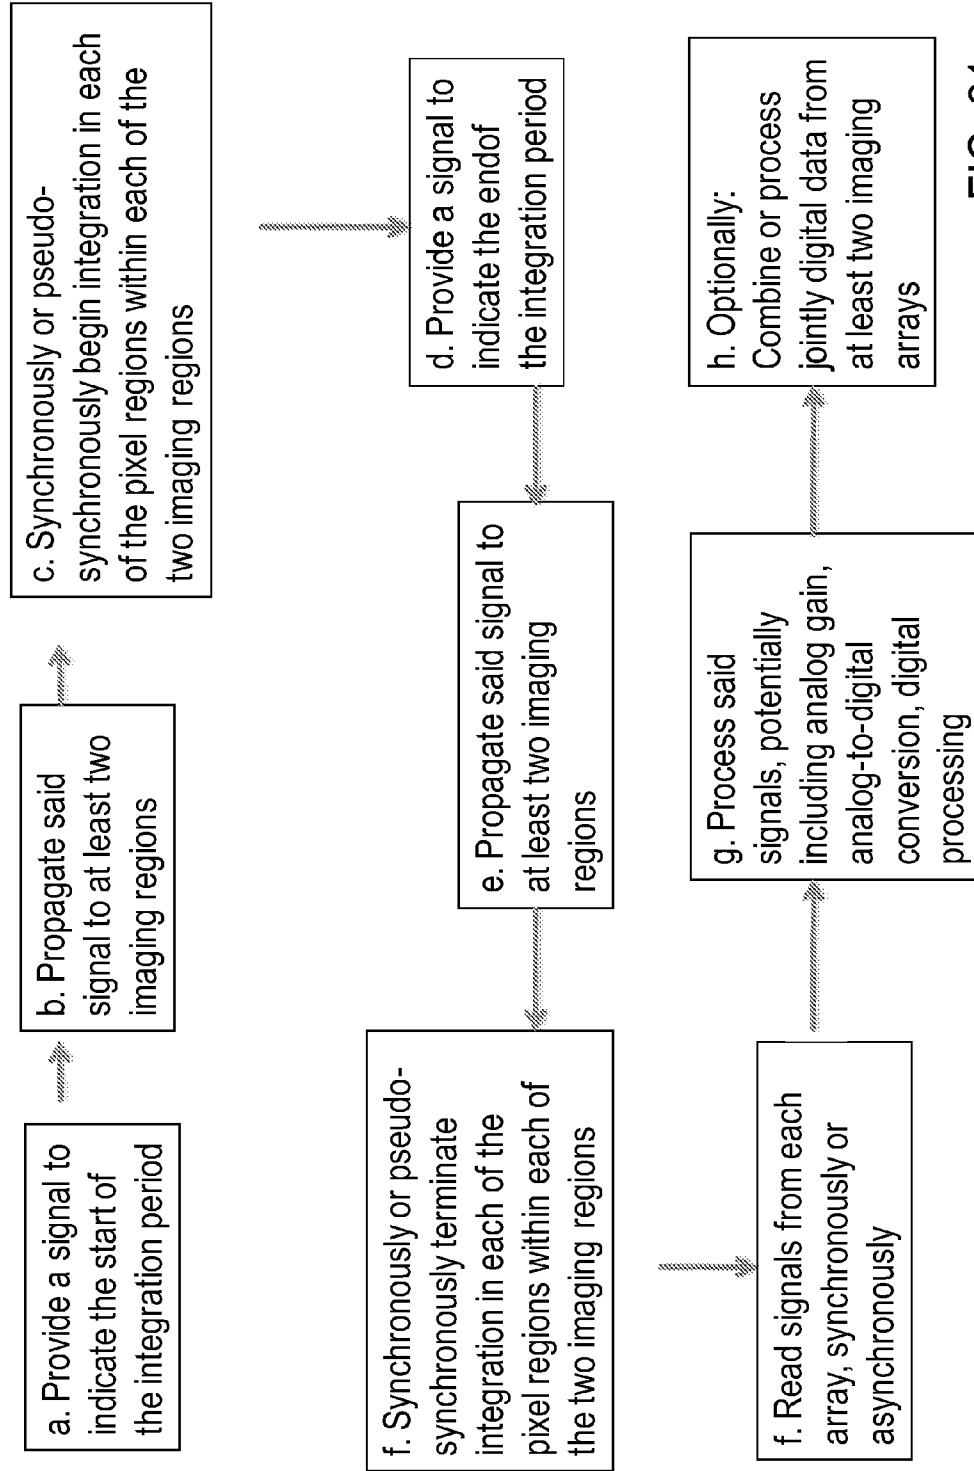 a. Provide a signal to
indicate the start of
the integration period
b. Propagate said
signal to at least two
imaging regions
c. Synchronously or pseudo-
synchronously begin integration in each
of the pixel regions within each of the
two imaging regions
d. Provide a signal to
indicate the endof
the integration period
e. Propagate said signal to
at least two imaging
regions
f. Synchronously or pseudo-
synchronously terminate
integration in each of the
pixel regions within each of
the two imaging regions
f. Read signals from each
array, synchronously or
asynchronously
g. Process said
signals, potentially
including analog gain,
analog-to-digital
conversion, digital
processing
h. Optionally:
Combine or process
jointly digital data from
at least two imaging
arrays
FIG.